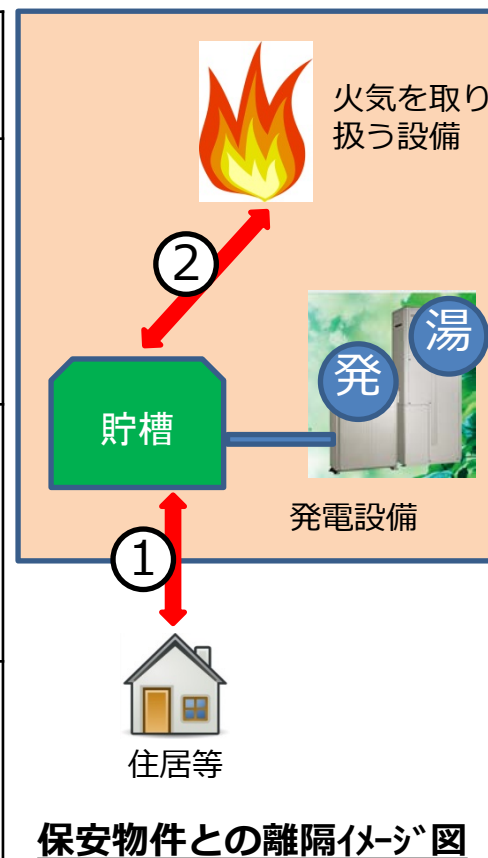 火気を取り
扱う設備
②
湯
発
貯槽
発電設備
①
住居等
保安物件との離隔ｲﾒｰｼﾞ図